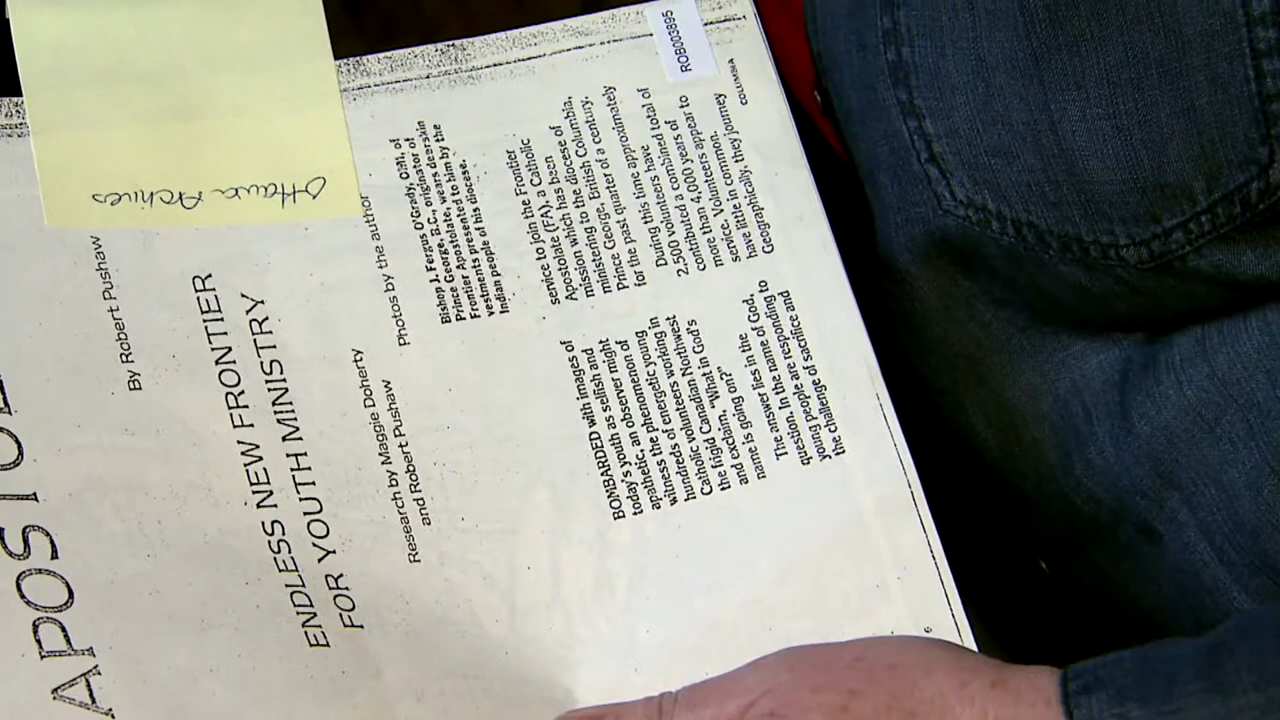 Ottawa Archives
APOSTOL
By Robert Pushaw
ENDLESS NEW FRONTIER
FOR YOUTH MINISTRY
Research by Maggie Doherty
and Robert Pushaw
Photos by the author
Bishop J. Fergus O'Grady, OMI, of
Prince George, B.C., originator of
Frontier Apostolate, wears deerskin
vestments presented to him by the
Indian people of his diocese.
BOMBARDED with images of
today's youth as selfish and
apathetic an observer might
witness the phenomenon of
hundreds of energetic young
Catholic volunteers working in
the frigid Canadian Northwest
and exclaim, "What in God's
name is going on?"
The answer lies in the
question. In the name of God,
young people are responding to
the challenge of sacrifice and
service to join the Frontier
Apostolate (FA), a Catholic
mission which has been
ministering to the diocese of
Prince George, British Columbia,
for the past quarter of a century.
During this time approximately
2,500 volunteers have
contributed a combined total of
more than 4,000 years of
service. Volunteers appear to
have little in common.
Geographically, they journey
COLUMBIA
ROB003895